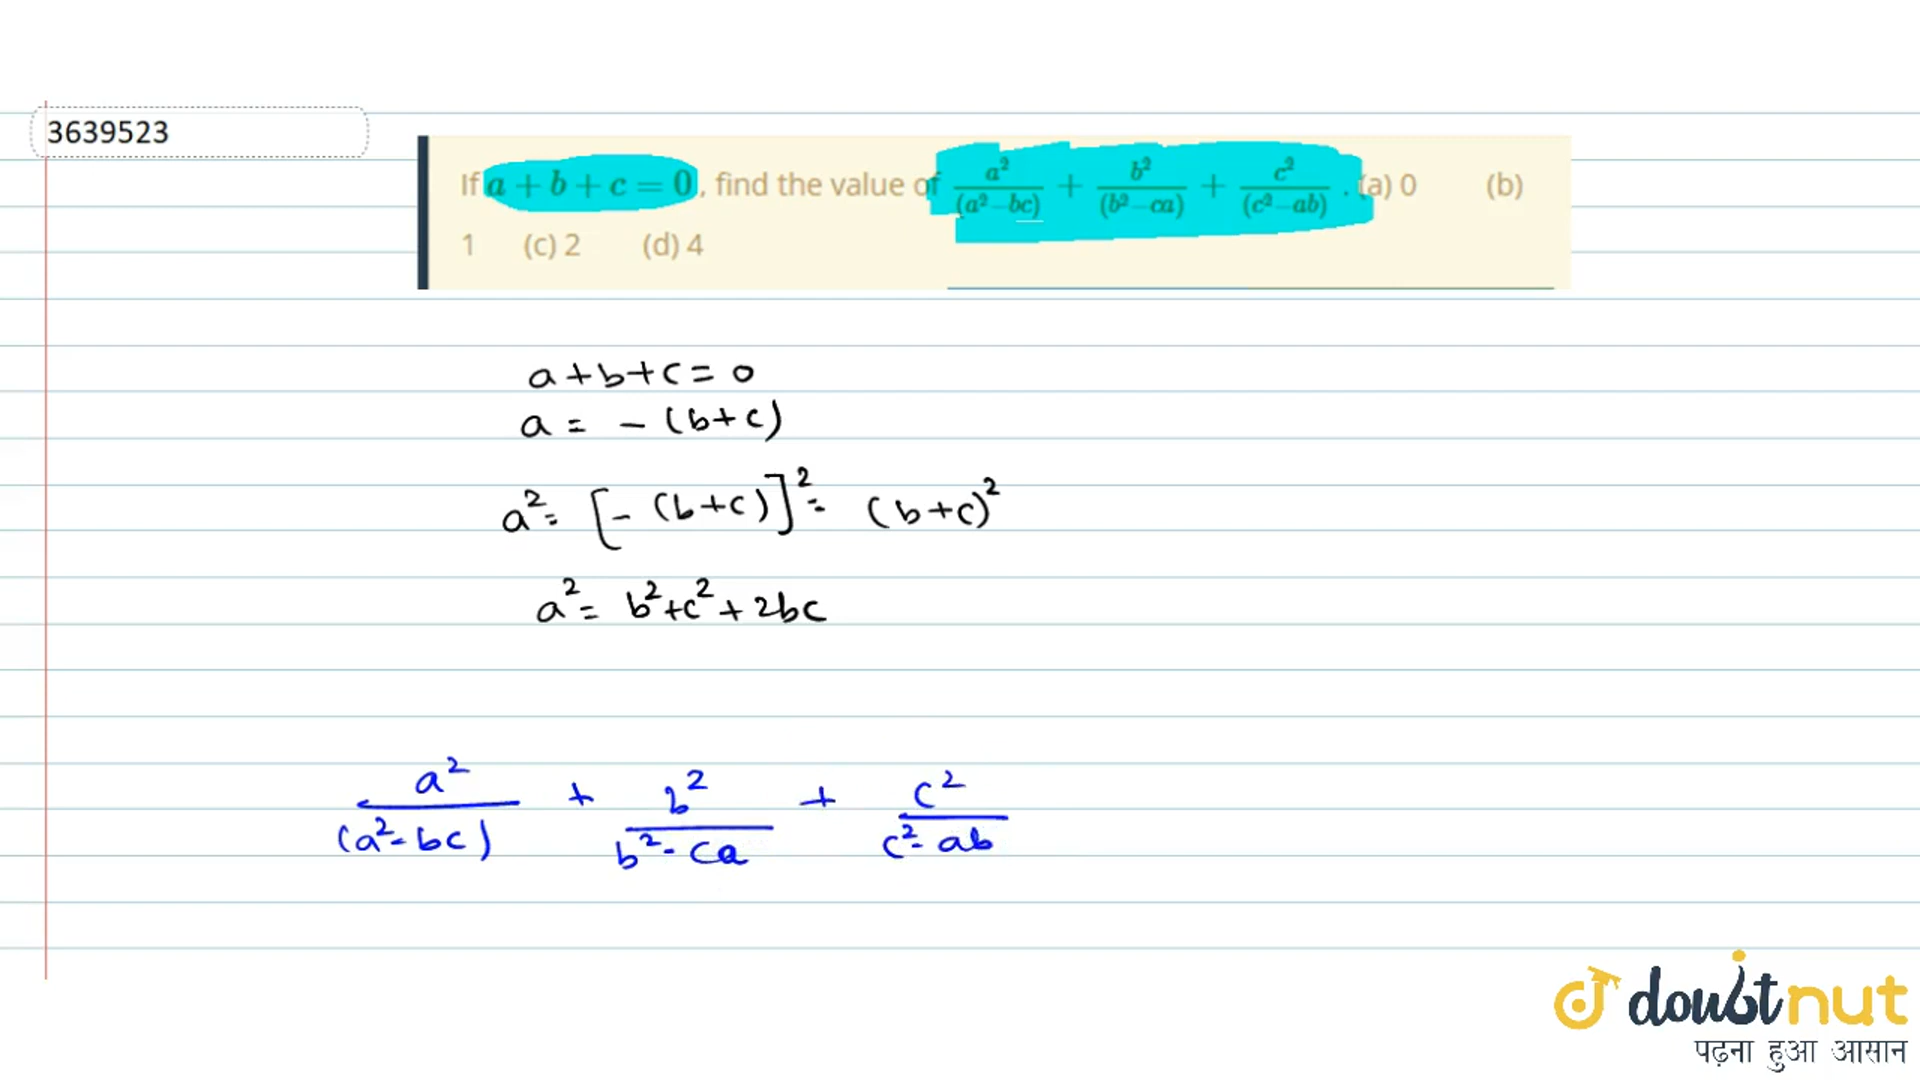 3639523
If a + b + c = 0 , find the value of a²/(a²−bc) + b²/(b²−ca) + c²/(c²−ab) . (a) 0 (b)
1 (c) 2 (d) 4
a + b + c = 0
a = − (b+c)
a² = [− (b+c)]² = (b+c)²
a² = b² + c² + 2bc
a²/(a²−bc) + b²/b²−ca + c²/c²−ab
doubtnut
पढ़ना हुआ आसान